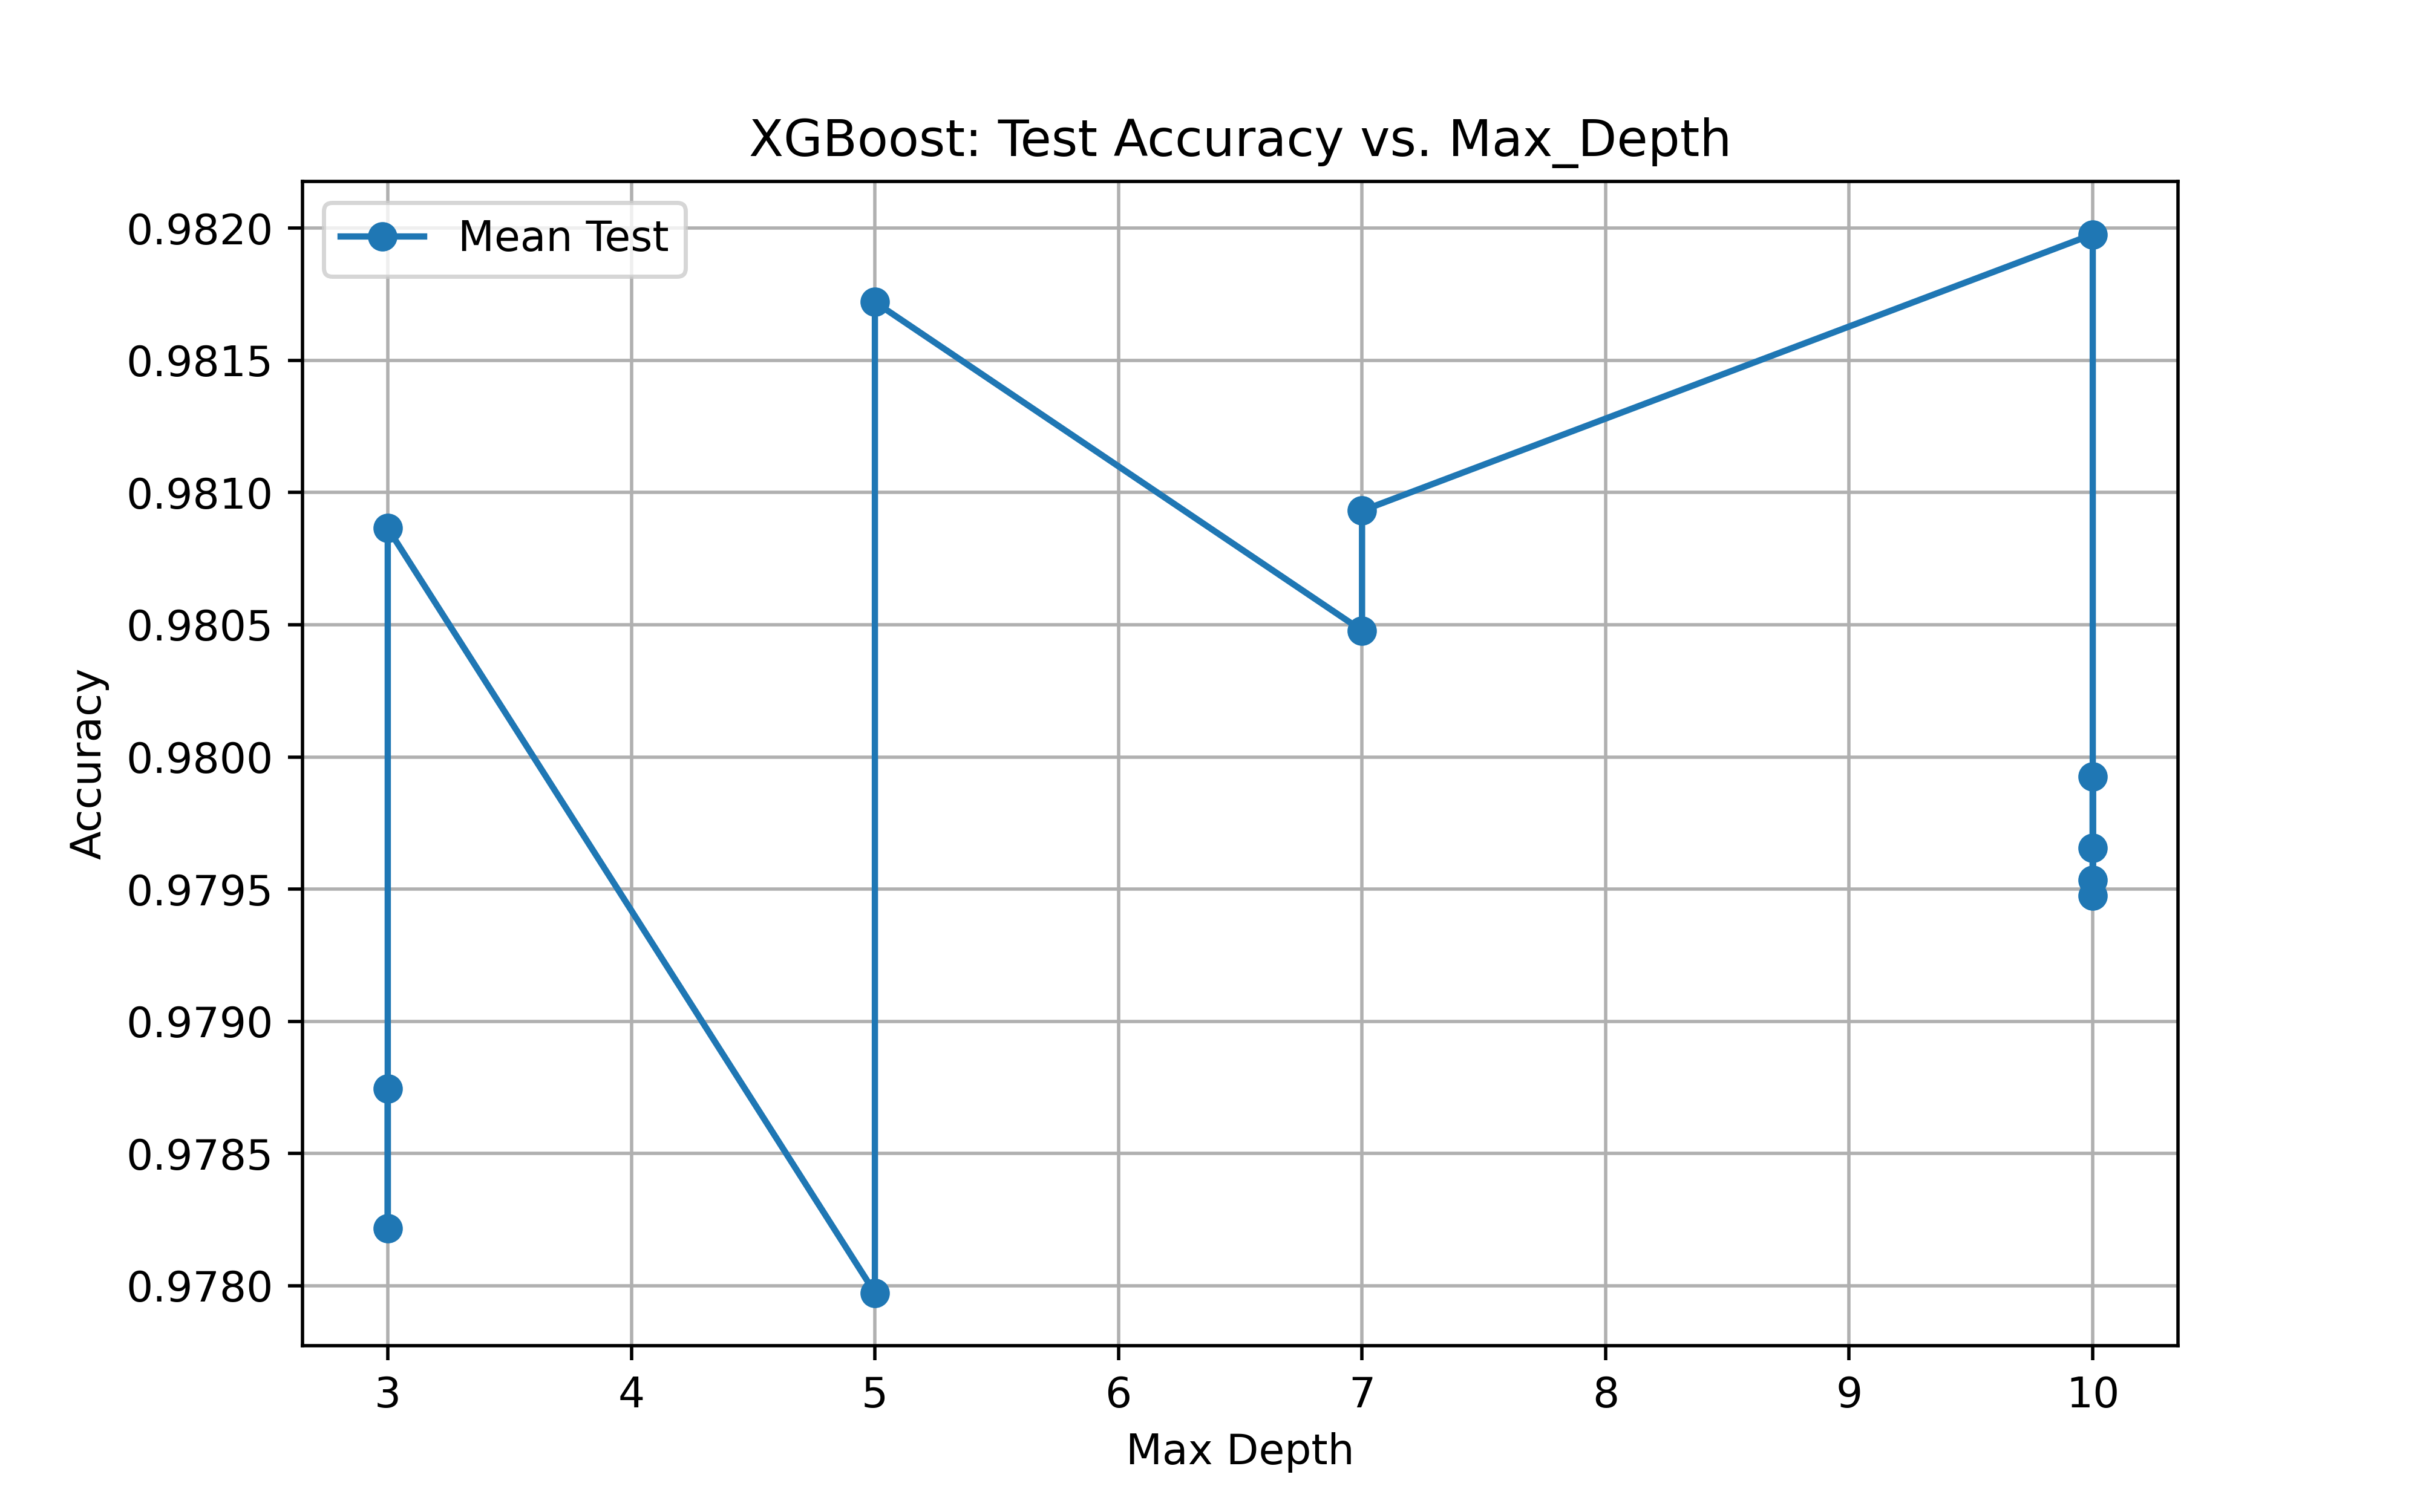 XGBoost: Test Accuracy vs. Max_Depth
Mean Test
0.9820
0.9815
0.9810
0.9805
0.9800
0.9795
0.9790
0.9785
0.9780
Accuracy
3 4 5 6 7 8 9 10
Max Depth